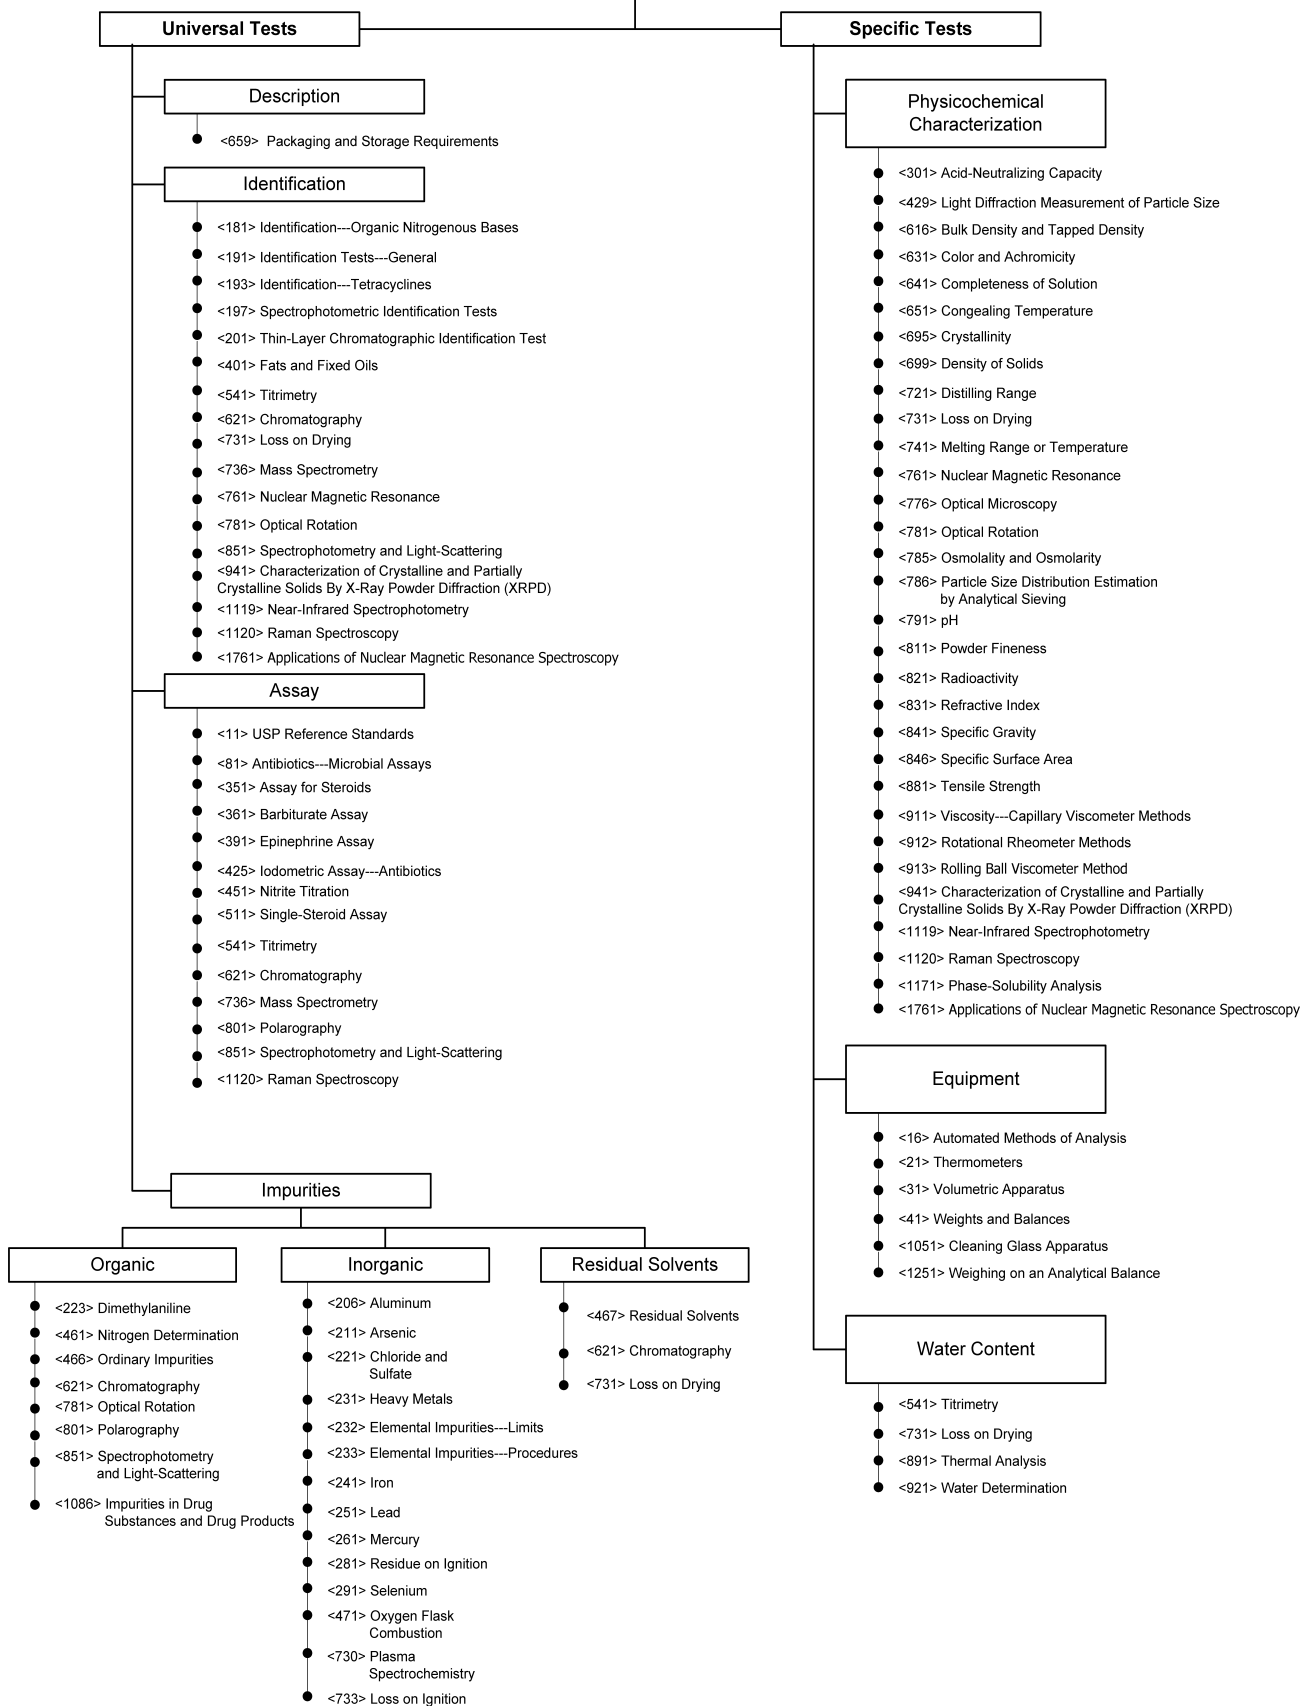 Universal Tests
Description
<659> Packaging and Storage Requirements
Identification
<181> Identification---Organic Nitrogenous Bases
<191> Identification Tests---General
<193> Identification---Tetracyclines
<197> Spectrophotometric Identification Tests
<201> Thin-Layer Chromatographic Identification Test
<401> Fats and Fixed Oils
<541> Titrimetry
<621> Chromatography
<731> Loss on Drying
<736> Mass Spectrometry
<761> Nuclear Magnetic Resonance
<781> Optical Rotation
<851> Spectrophotometry and Light-Scattering
<941> Characterization of Crystalline and Partially
Crystalline Solids By X-Ray Powder Diffraction (XRPD)
<1119> Near-Infrared Spectrophotometry
<1120> Raman Spectroscopy
<1761> Applications of Nuclear Magnetic Resonance Spectroscopy
Assay
<11> USP Reference Standards
<81> Antibiotics---Microbial Assays
<351> Assay for Steroids
<361> Barbiturate Assay
<391> Epinephrine Assay
<425> Iodometric Assay---Antibiotics
<451> Nitrite Titration
<511> Single-Steroid Assay
<541> Titrimetry
<621> Chromatography
<736> Mass Spectrometry
<801> Polarography
<851> Spectrophotometry and Light-Scattering
<1120> Raman Spectroscopy
Impurities
Organic
<223> Dimethylaniline
<461> Nitrogen Determination
<466> Ordinary Impurities
<621> Chromatography
<781> Optical Rotation
<801> Polarography
<851> Spectrophotometry
and Light-Scattering
<1086> Impurities in Drug
Substances and Drug Products
Inorganic
<206> Aluminum
<211> Arsenic
<221> Chloride and
Sulfate
<231> Heavy Metals
<232> Elemental Impurities---Limits
<233> Elemental Impurities---Procedures
<241> Iron
<251> Lead
<261> Mercury
<281> Residue on Ignition
<291> Selenium
<471> Oxygen Flask
Combustion
<730> Plasma
Spectrochemistry
<733> Loss on Ignition
Residual Solvents
<467> Residual Solvents
<621> Chromatography
<731> Loss on Drying
Specific Tests
Physicochemical
Characterization
<301> Acid-Neutralizing Capacity
<429> Light Diffraction Measurement of Particle Size
<616> Bulk Density and Tapped Density
<631> Color and Achromicity
<641> Completeness of Solution
<651> Congealing Temperature
<695> Crystallinity
<699> Density of Solids
<721> Distilling Range
<731> Loss on Drying
<741> Melting Range or Temperature
<761> Nuclear Magnetic Resonance
<776> Optical Microscopy
<781> Optical Rotation
<785> Osmolality and Osmolarity
<786> Particle Size Distribution Estimation
by Analytical Sieving
<791> pH
<811> Powder Fineness
<821> Radioactivity
<831> Refractive Index
<841> Specific Gravity
<846> Specific Surface Area
<881> Tensile Strength
<911> Viscosity---Capillary Viscometer Methods
<912> Rotational Rheometer Methods
<913> Rolling Ball Viscometer Method
<941> Characterization of Crystalline and Partially
Crystalline Solids By X-Ray Powder Diffraction (XRPD)
<1119> Near-Infrared Spectrophotometry
<1120> Raman Spectroscopy
<1171> Phase-Solubility Analysis
<1761> Applications of Nuclear Magnetic Resonance Spectroscopy
Equipment
<16> Automated Methods of Analysis
<21> Thermometers
<31> Volumetric Apparatus
<41> Weights and Balances
<1051> Cleaning Glass Apparatus
<1251> Weighing on an Analytical Balance
Water Content
<541> Titrimetry
<731> Loss on Drying
<891> Thermal Analysis
<921> Water Determination